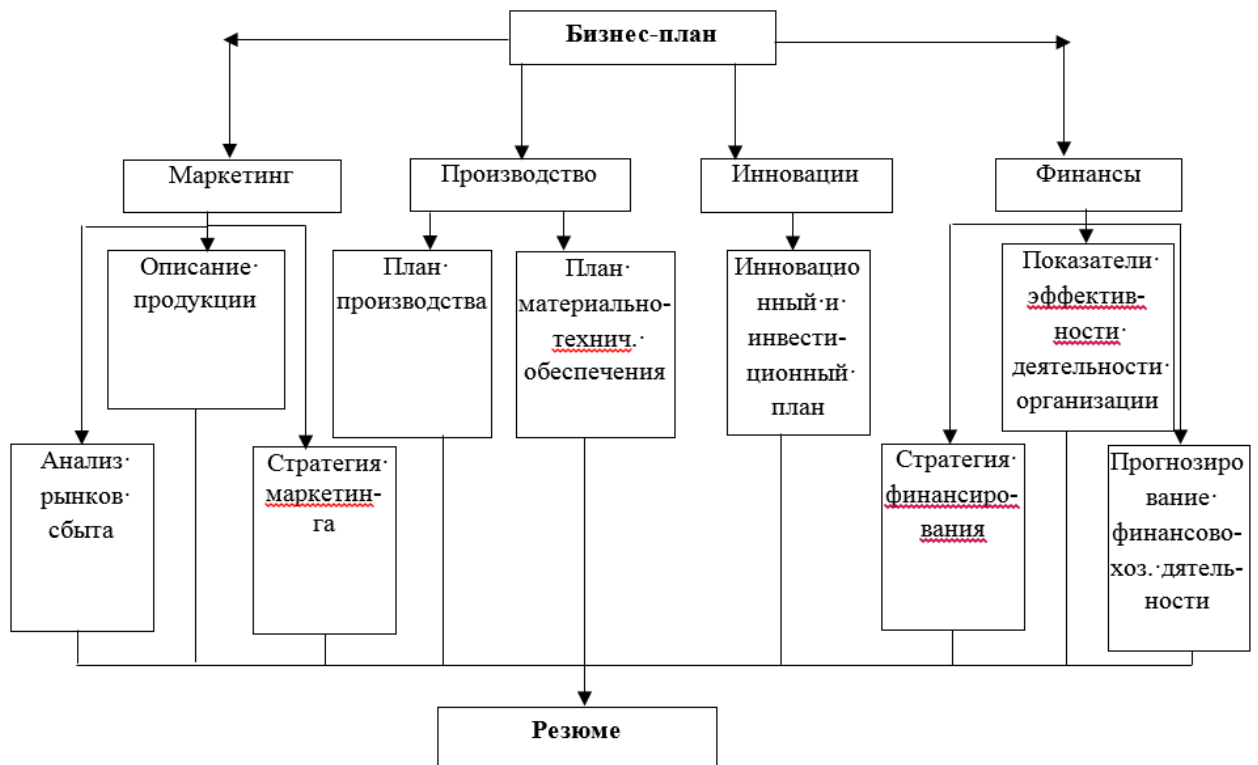 Бизнес-план
Маркетинг
Производство
Инновации
Финансы
Описание·
продукции
План·
производства
План·
материально-
технич.·
обеспечения
Инновацио
нный·и·
инвести-
ционный·
план
Показатели·
эффектив-
ности·
деятельности·
организации
Анализ·
рынков·
сбыта
Стратегия·
маркетин-
га
Стратегия·
финансиро-
вания
Прогнозиро
вание·
финансово-
хоз.·дятель-
ности
Резюме